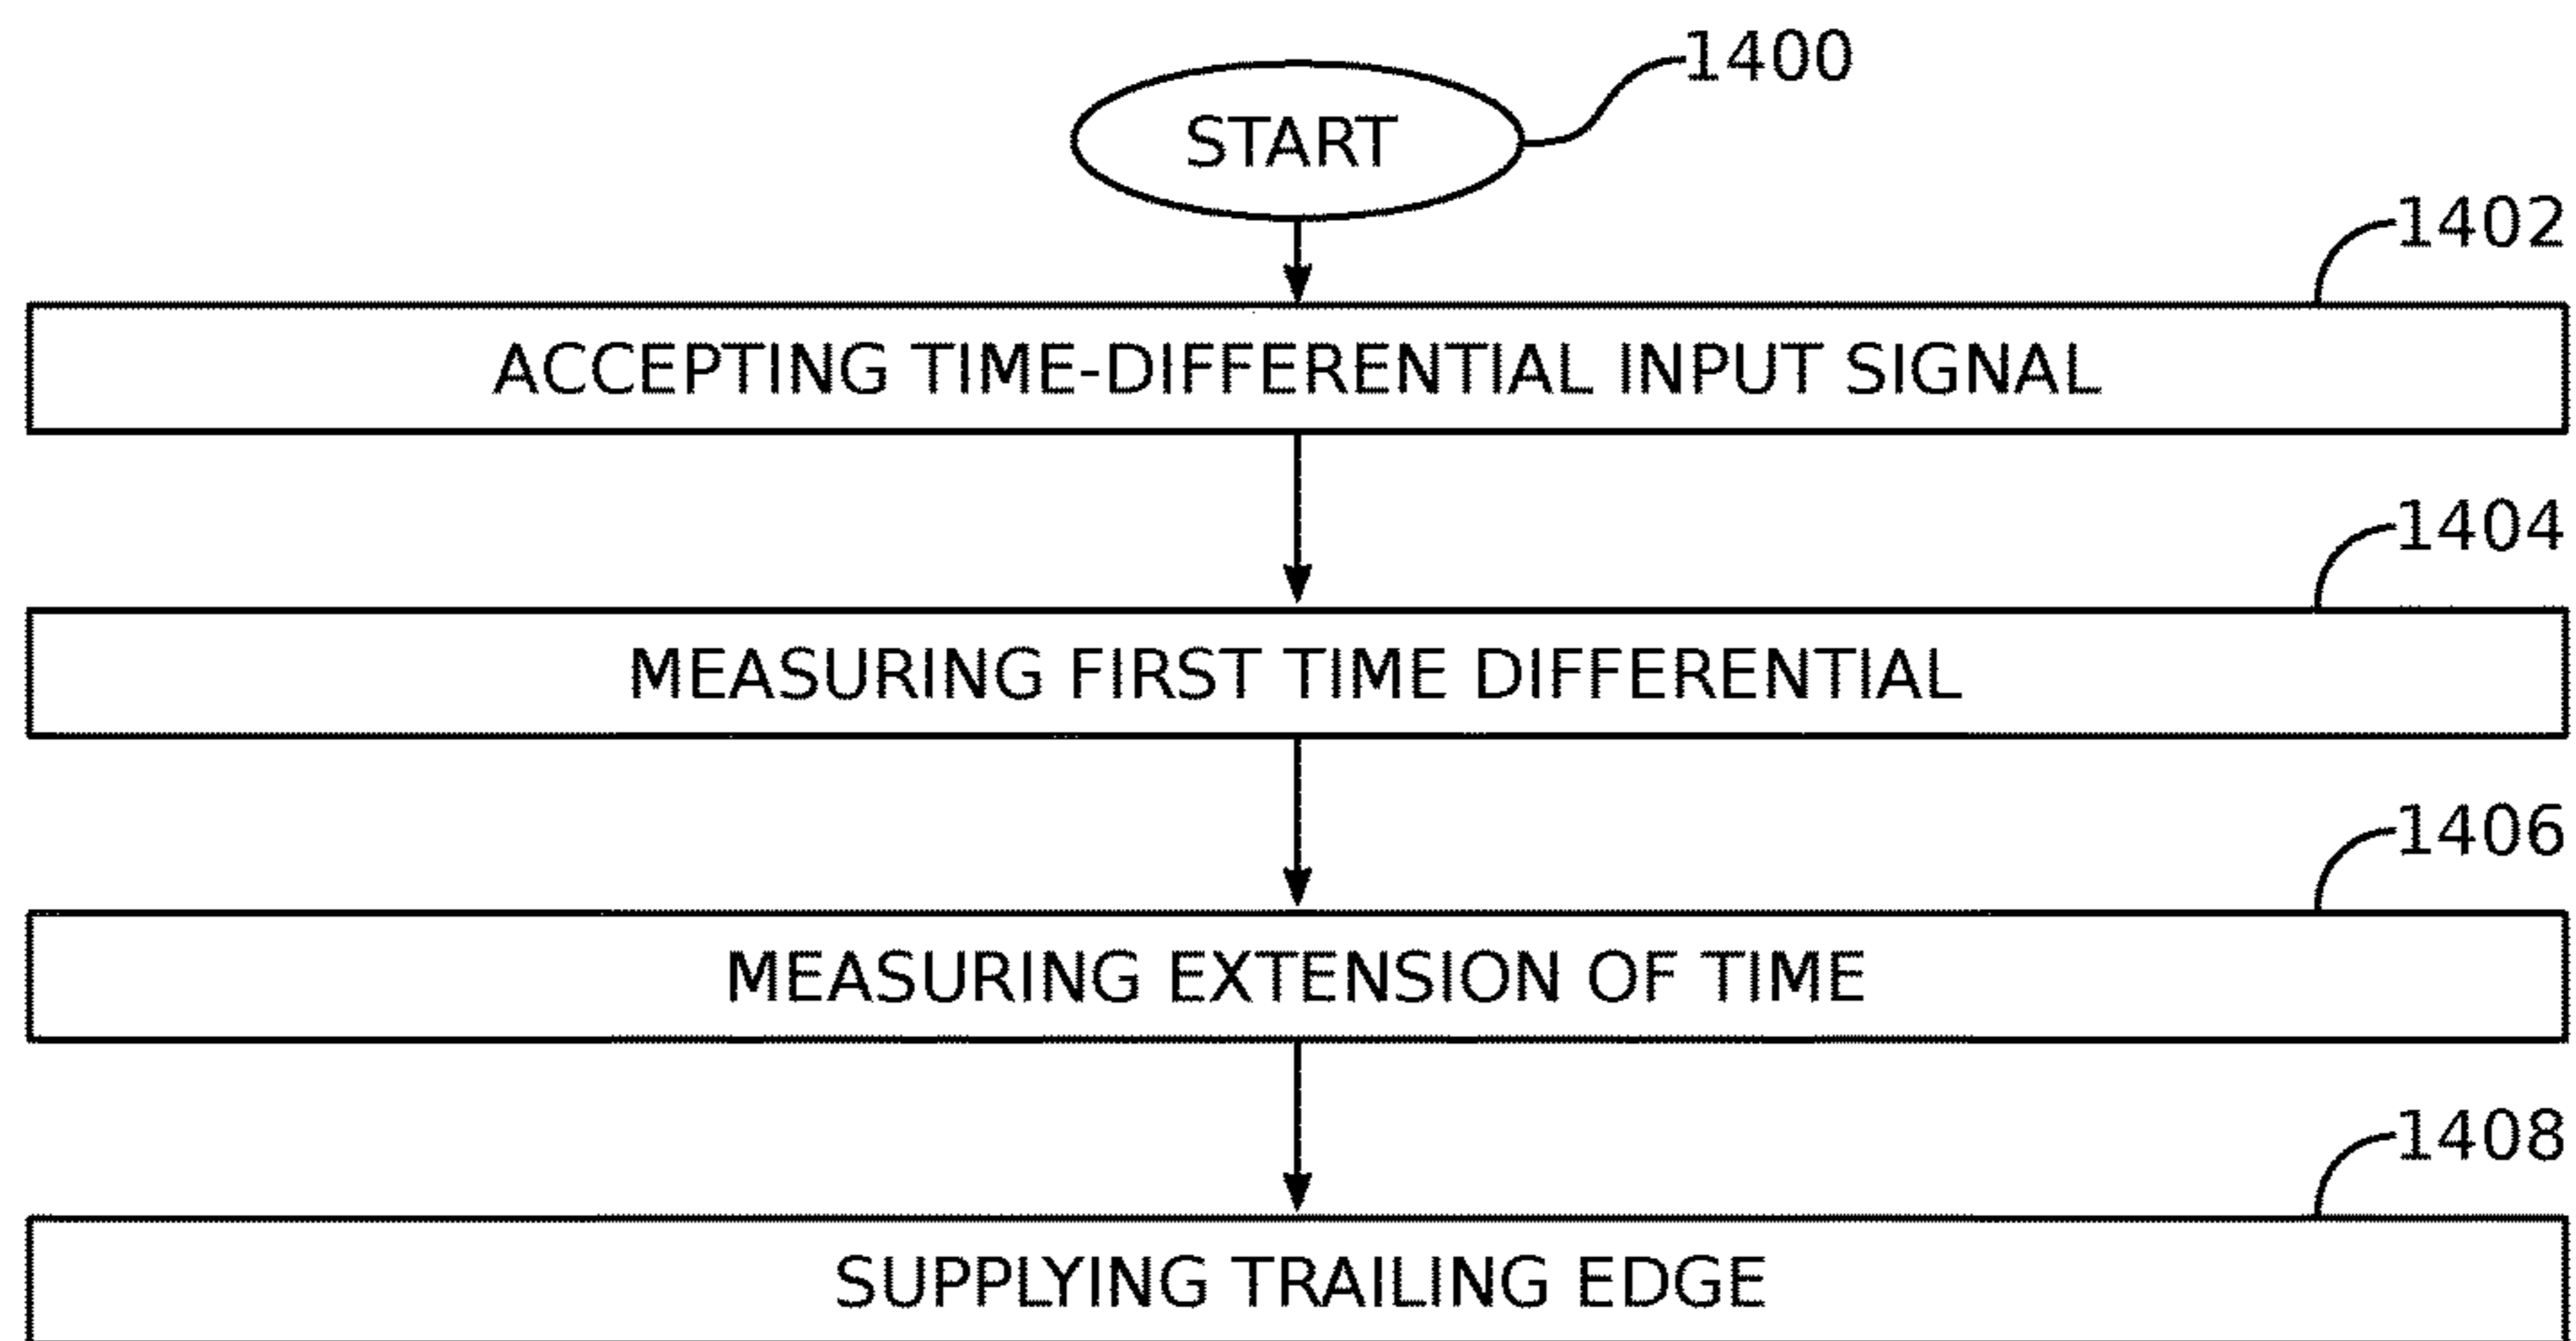 1400
START
1402
ACCEPTING TIME-DIFFERENTIAL INPUT SIGNAL
1404
MEASURING FIRST TIME DIFFERENTIAL
1406
MEASURING EXTENSION OF TIME
1408
SUPPLYING TRAILING EDGE